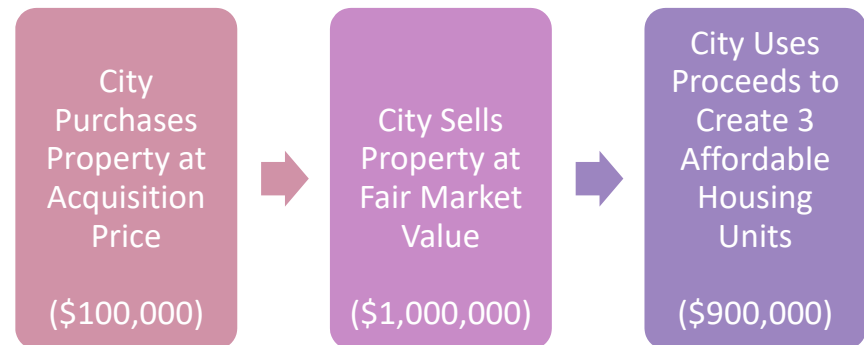 City
Purchases
Property at
Acquisition
Price
($100,000)
City Sells
Property at
Fair Market
Value
($1,000,000)
City Uses
Proceeds to
Create 3
Affordable
Housing
Units
($900,000)